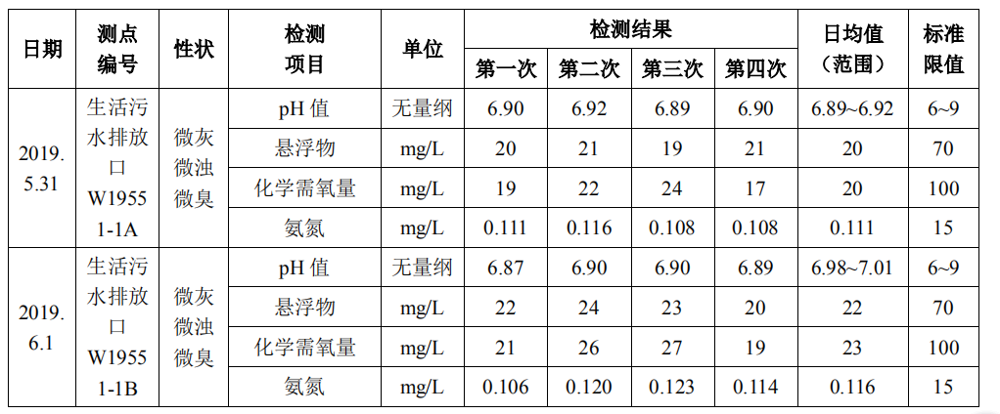 日期 测点编号 性状 检测项目 单位 检测结果 日均值（范围） 标准限值
第一次 第二次 第三次 第四次
2019.5.31 生活污水排放口W19551-1A 微灰微浊微臭 pH 值 无量纲 6.90 6.92 6.89 6.90 6.89~6.92 6~9
悬浮物 mg/L 20 21 19 21 20 70
化学需氧量 mg/L 19 22 24 17 20 100
氨氮 mg/L 0.111 0.116 0.108 0.108 0.111 15
2019.6.1 生活污水排放口W19551-1B 微灰微浊微臭 pH 值 无量纲 6.87 6.90 6.90 6.89 6.98~7.01 6~9
悬浮物 mg/L 22 24 23 20 22 70
化学需氧量 mg/L 21 26 27 19 23 100
氨氮 mg/L 0.106 0.120 0.123 0.114 0.116 15